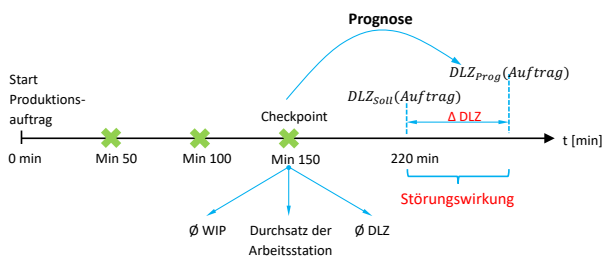 Prognose
DLZ_Prog(Auftrag)
Start
Produktions-
auftrag
DLZ_Soll(Auftrag)
Checkpoint
Δ DLZ
t [min]
0 min
Min 50
Min 100
Min 150
220 min
Störungswirkung
Ø WIP
Durchsatz der
Arbeitsstation
Ø DLZ